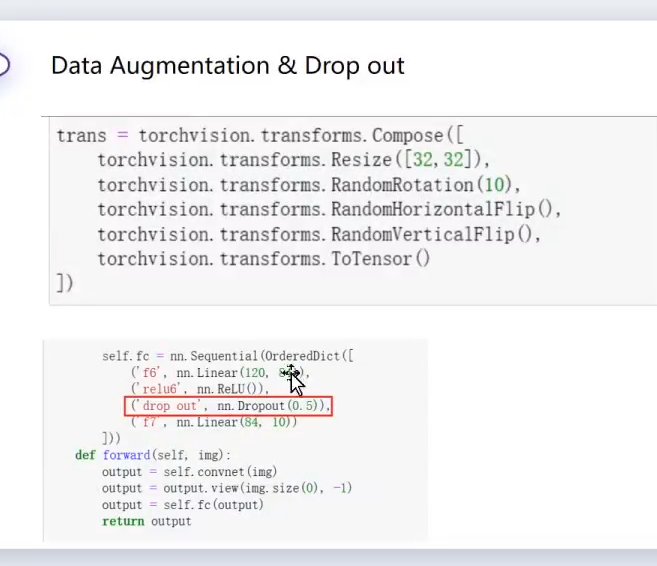 Data Augmentation & Drop out
trans = torchvision.transforms.Compose([
torchvision.transforms.Resize([32,32]),
torchvision.transforms.RandomRotation(10),
torchvision.transforms.RandomHorizontalFlip(),
torchvision.transforms.RandomVerticalFlip(),
torchvision.transforms.ToTensor()
])
self.fc = nn.Sequential(OrderedDict([
('f6', nn.Linear(120, ),
('relu6', nn.ReLU()),
('drop out', nn.Dropout(0.5)),
('f7', nn.Linear(84, 10))
]))
def forward(self, img):
output = self.convnet(img)
output = output.view(img.size(0), -1)
output = self.fc(output)
return output